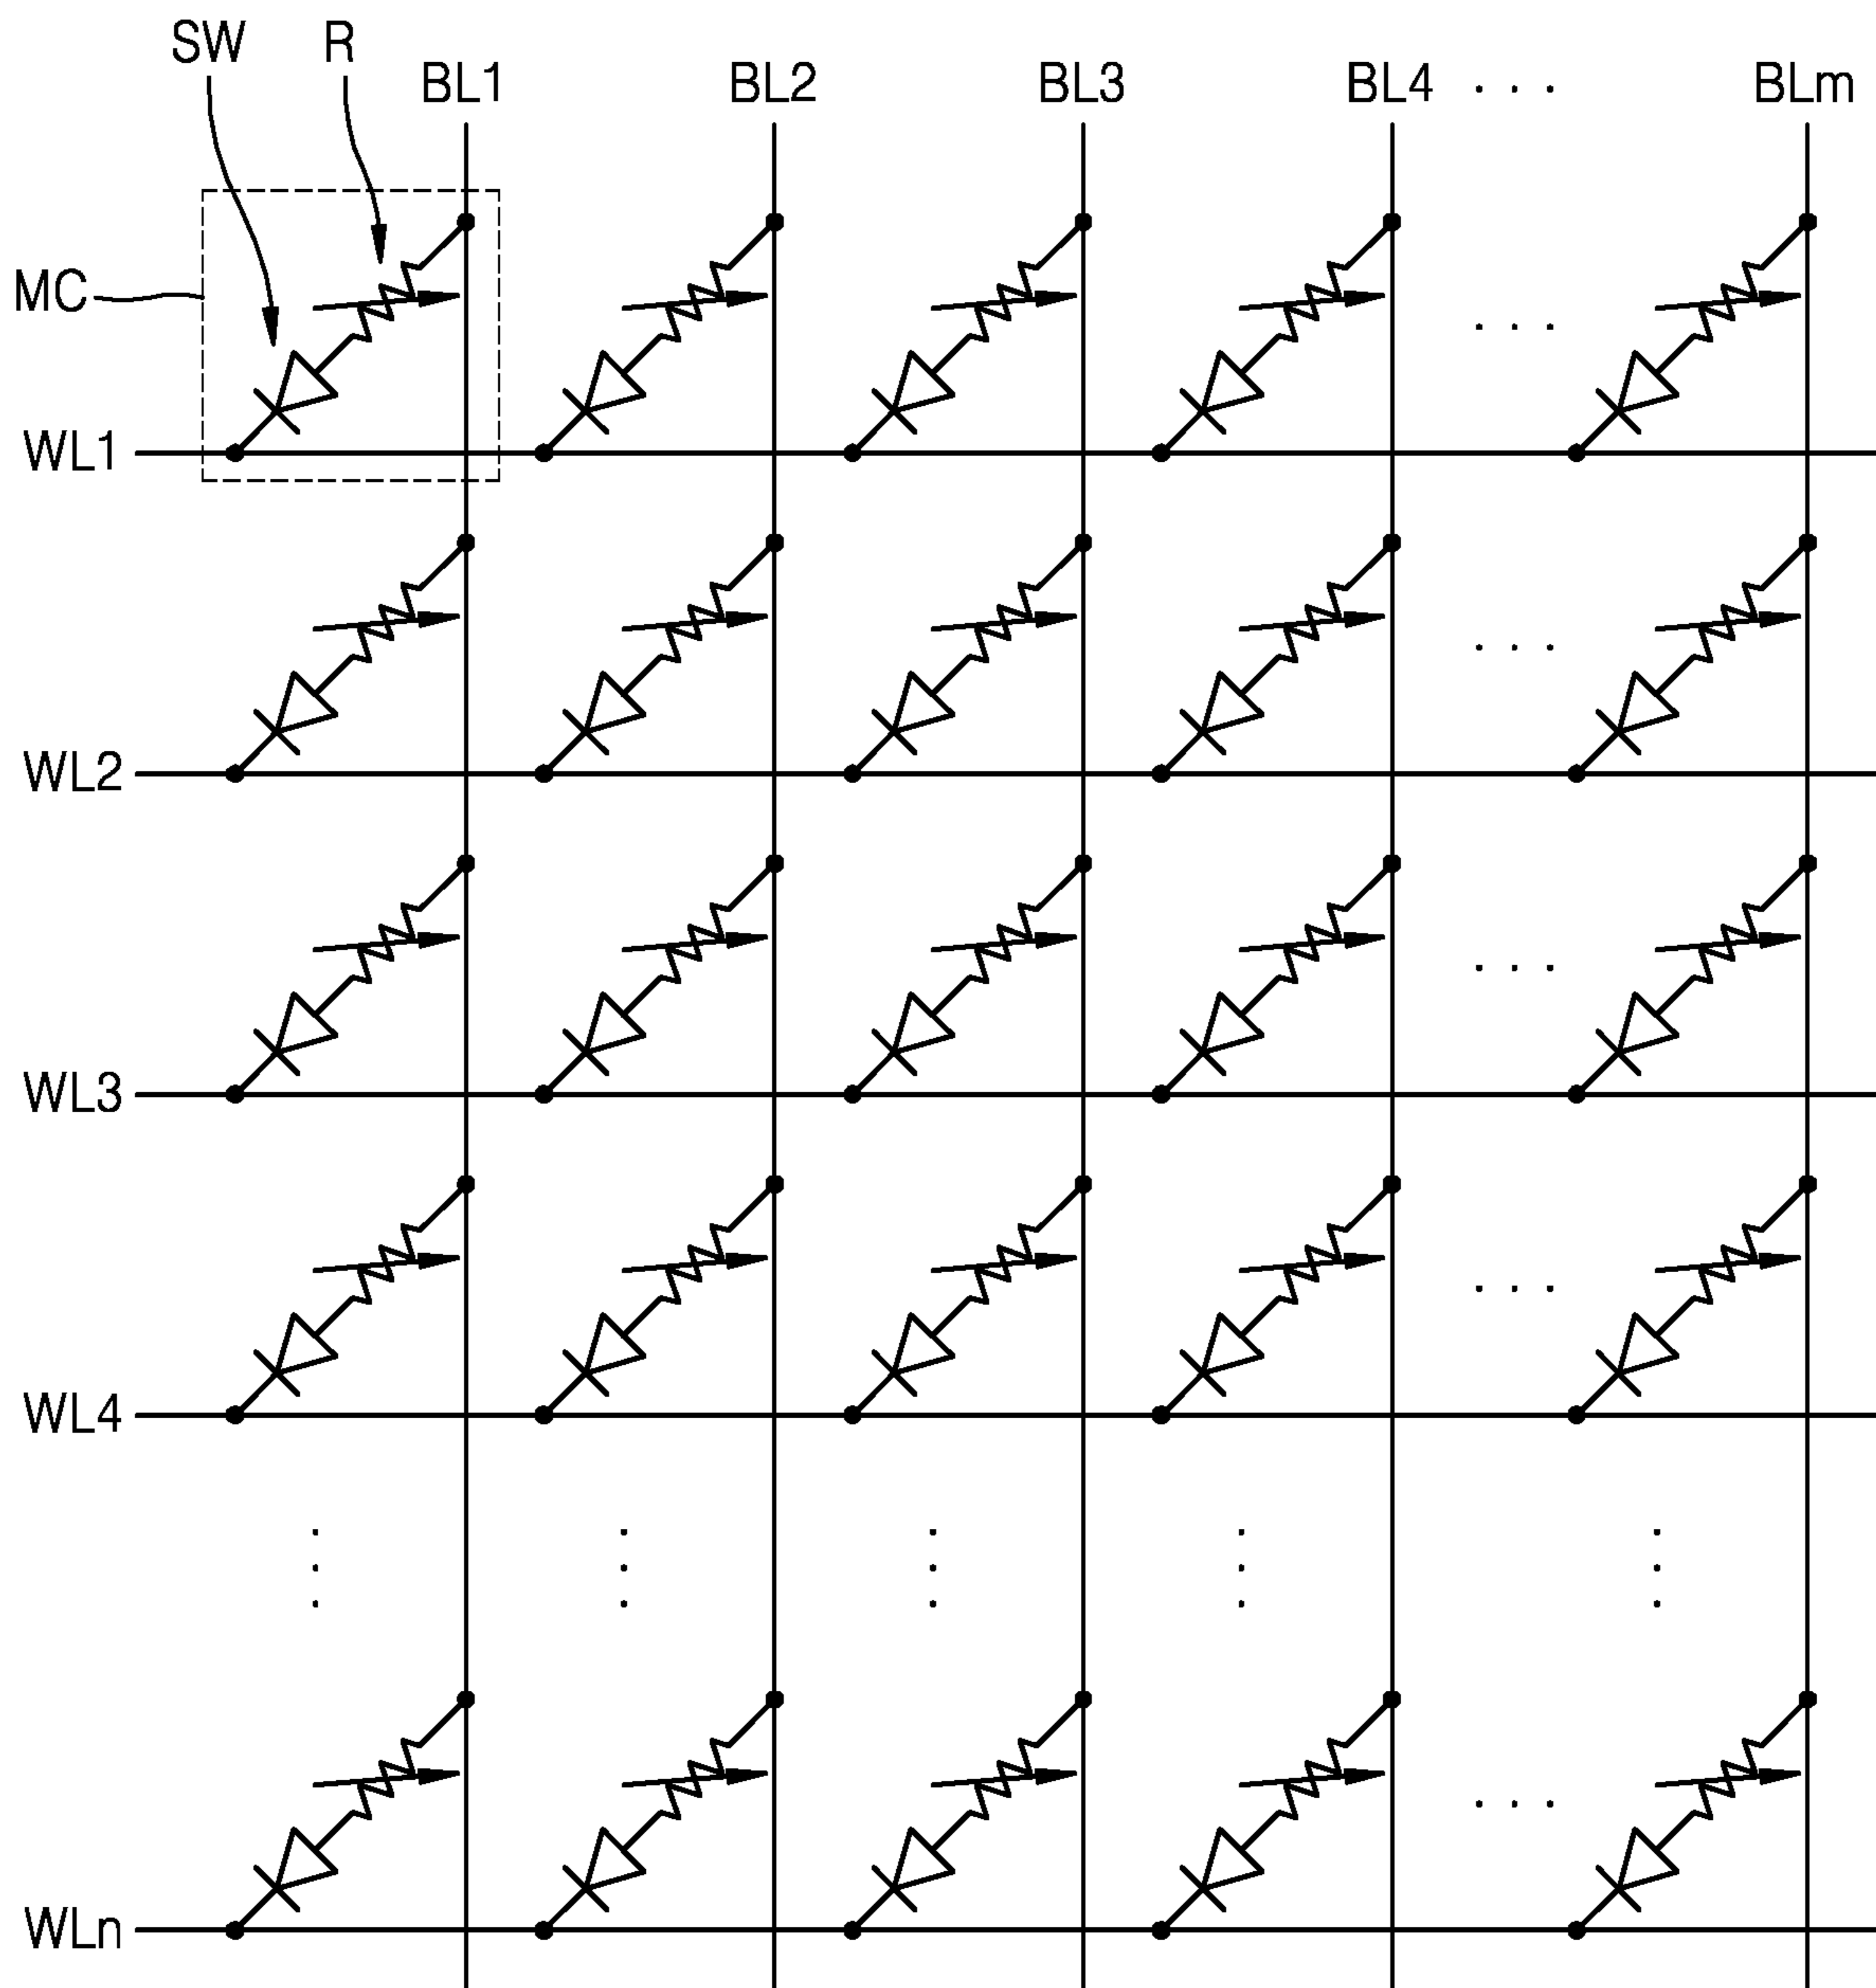 SW R
BL1 BL2 BL3 BL4 · · · BLm
MC
· · ·
WL1
· · ·
WL2
· · ·
WL3
· · ·
WL4
· · ·
WLn